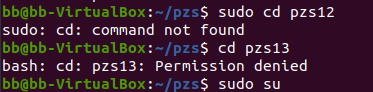 bb@bb-VirtualBox:~/pzs$ sudo cd pzs12
sudo: cd: command not found
bb@bb-VirtualBox:~/pzs$ cd pzs13
bash: cd: pzs13: Permission denied
bb@bb-VirtualBox:~/pzs$ sudo su